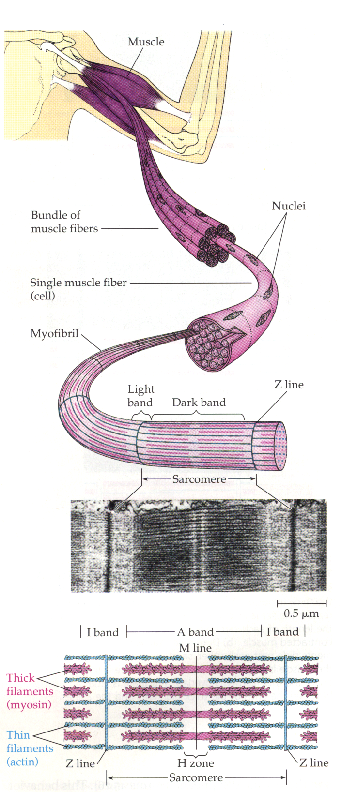 Muscle
Nuclei
Bundle of
muscle fibers
Single muscle fiber
(cell)
Myofibril
Light
band
Dark band
Z line
Sarcomere
0.5 µm
I band
A band
I band
M line
Thick
filaments
(myosin)
Thin
filaments
(actin)
Z line
H zone
Z line
Sarcomere